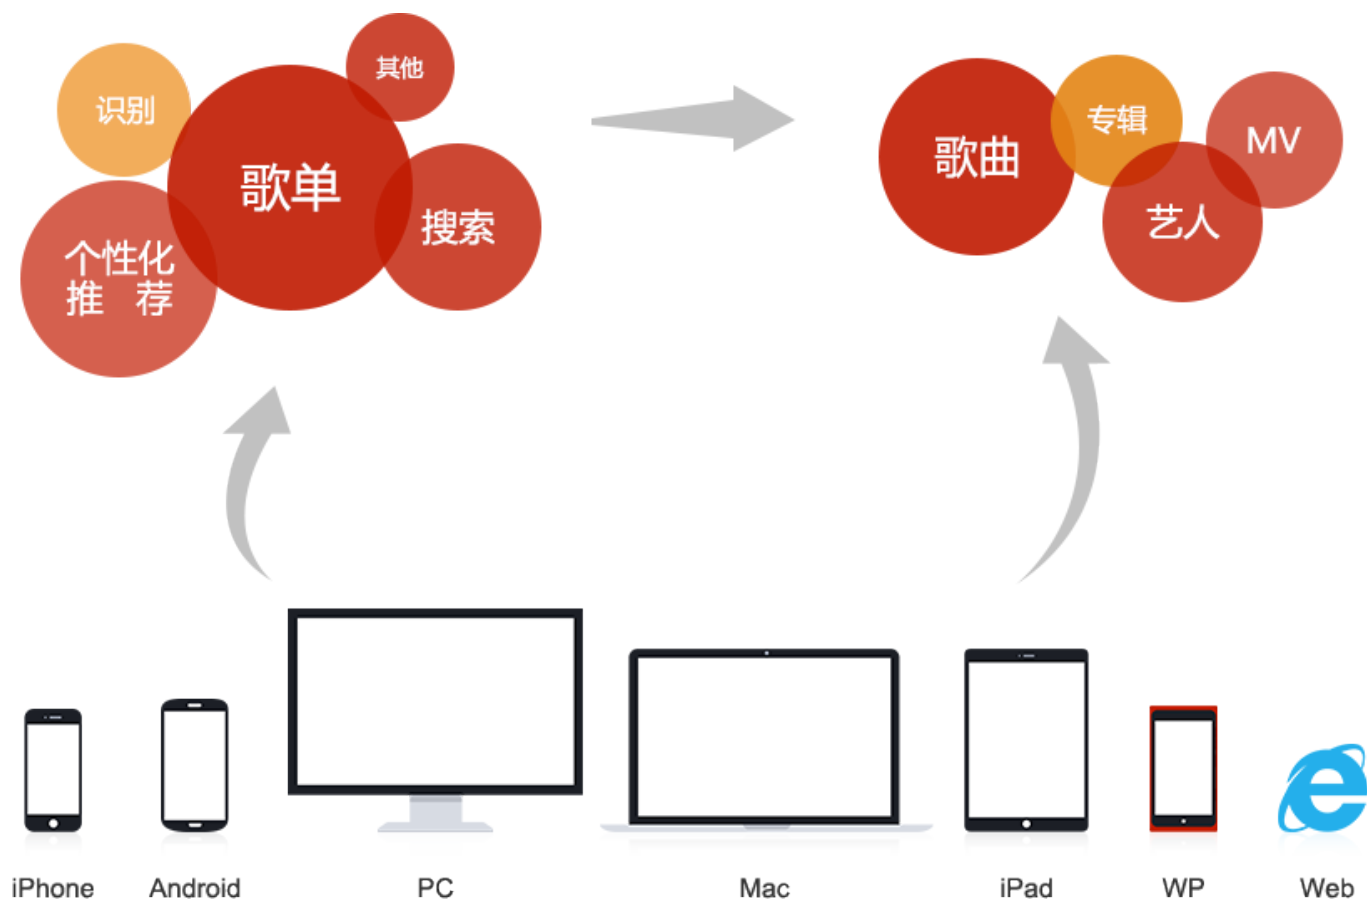 其他
识别
歌单
搜索
个性化
推 荐
歌曲
专辑
MV
艺人
iPhone
Android
PC
Mac
iPad
WP
Web